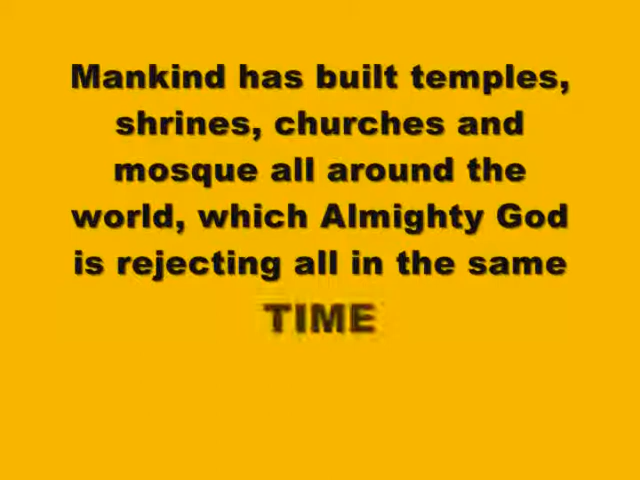 Mankind has built temples,
shrines, churches and
mosque all around the
world, which Almighty God
is rejecting all in the same
TIME